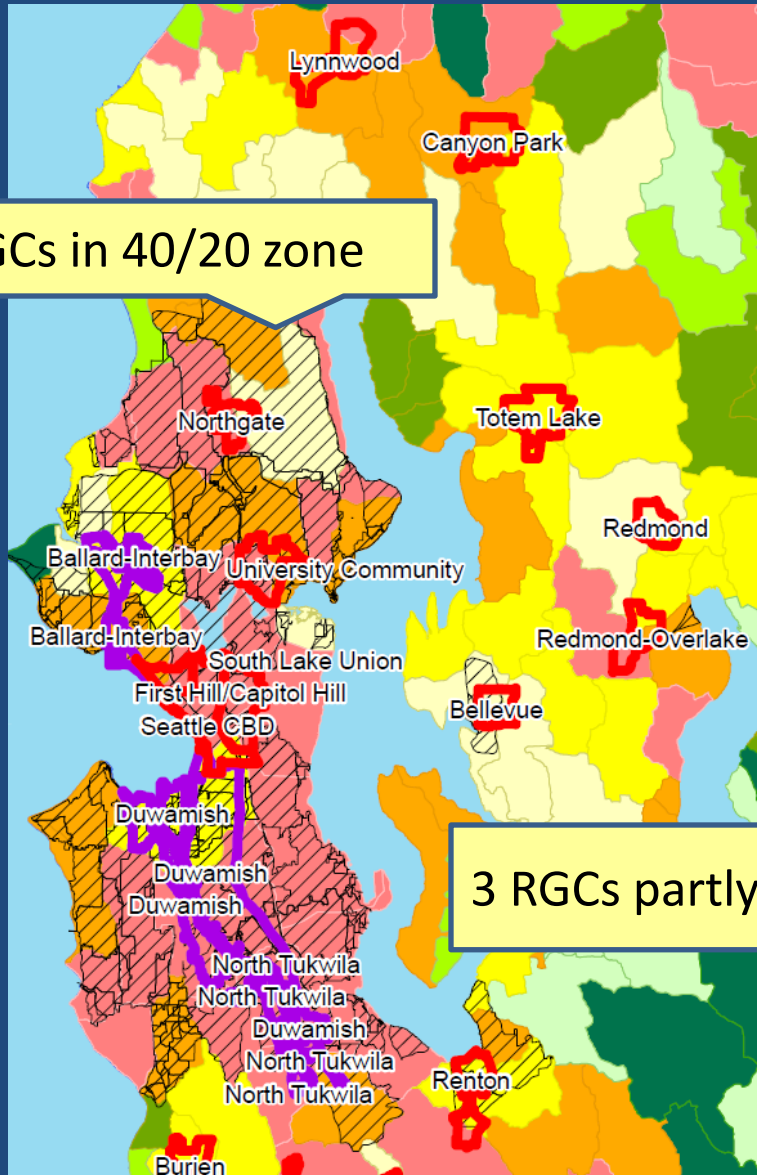 Lynnwood
Canyon Park
GCs in 40/20 zone
Northgate
Totem Lake
Redmond
Ballard-Interbay
University Community
Ballard-Interbay
Redmond-Overlake
South Lake Union
First Hill/Capitol Hill
Bellevue
Seattle CBD
Duwamish
Duwamish
3 RGCs partly
Duwamish
North Tukwila
North Tukwila
Duwamish
North Tukwila
Renton
North Tukwila
Burien